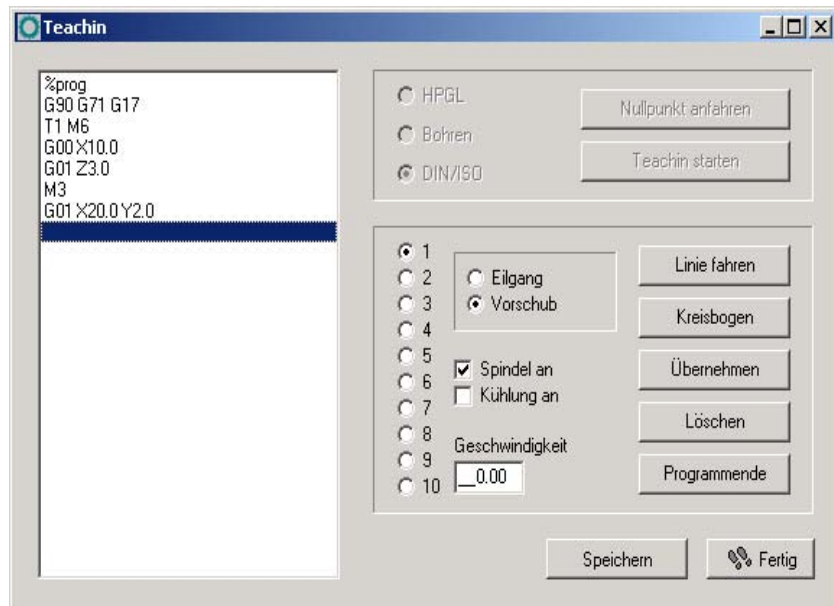 Teachin
%prog
G90 G71 G17
T1 M6
G00 X10.0
G01 Z3.0
M3
G01 X20.0 Y2.0
HPGL
Bohren
DIN/ISO
Nullpunkt anfahren
Teachin starten
1
2
3
4
5
6
7
8
9
10
Eilgang
Vorschub
Spindel an
Kühlung an
Geschwindigkeit
__0.00
Linie fahren
Kreisbogen
Übernehmen
Löschen
Programmende
Speichern
Fertig